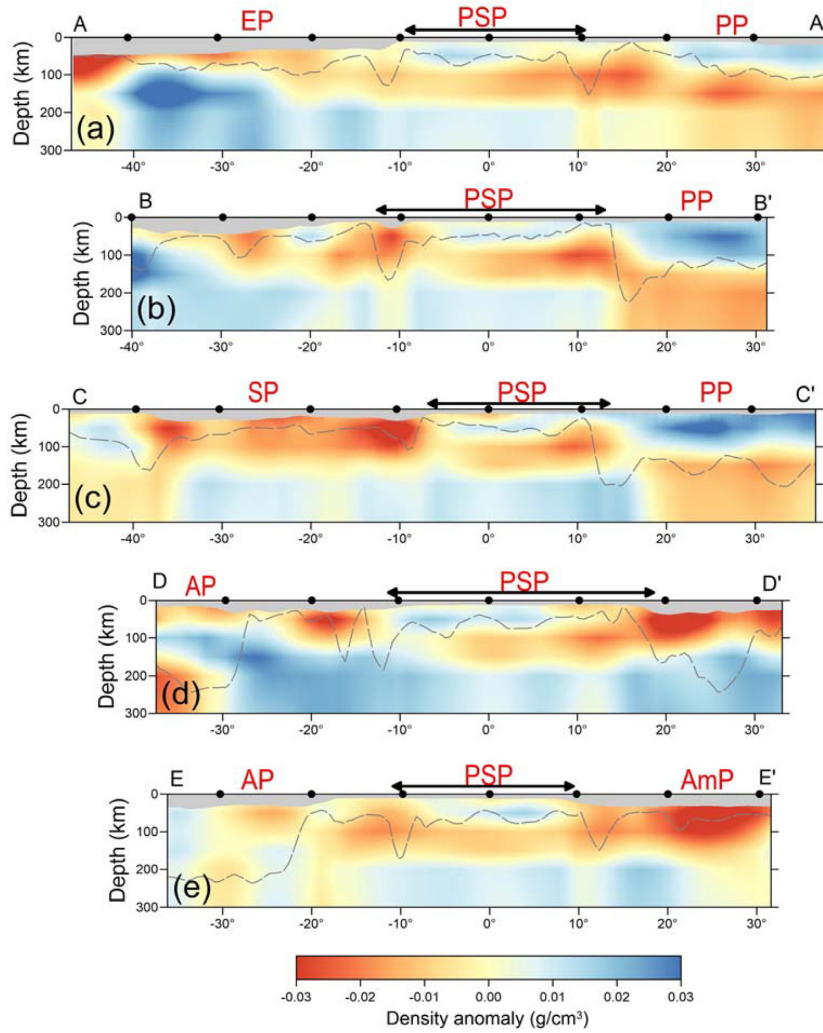 A EP PSP PP A
Depth (km)
0
100
200
300
(a)
-40° -30° -20° -10° 0° 10° 20° 30°
B PSP PP B'
Depth (km)
0
100
200
300
(b)
-40° -30° -20° -10° 0° 10° 20° 30°
C SP PSP PP C'
Depth (km)
0
100
200
300
(c)
-40° -30° -20° -10° 0° 10° 20° 30°
D AP PSP D'
Depth (km)
0
100
200
300
(d)
-30° -20° -10° 0° 10° 20° 30°
E AP PSP AmP E'
Depth (km)
0
100
200
300
(e)
-30° -20° -10° 0° 10° 20° 30°
-0.03 -0.02 -0.01 0.00 0.01 0.02 0.03
Density anomaly (g/cm³)